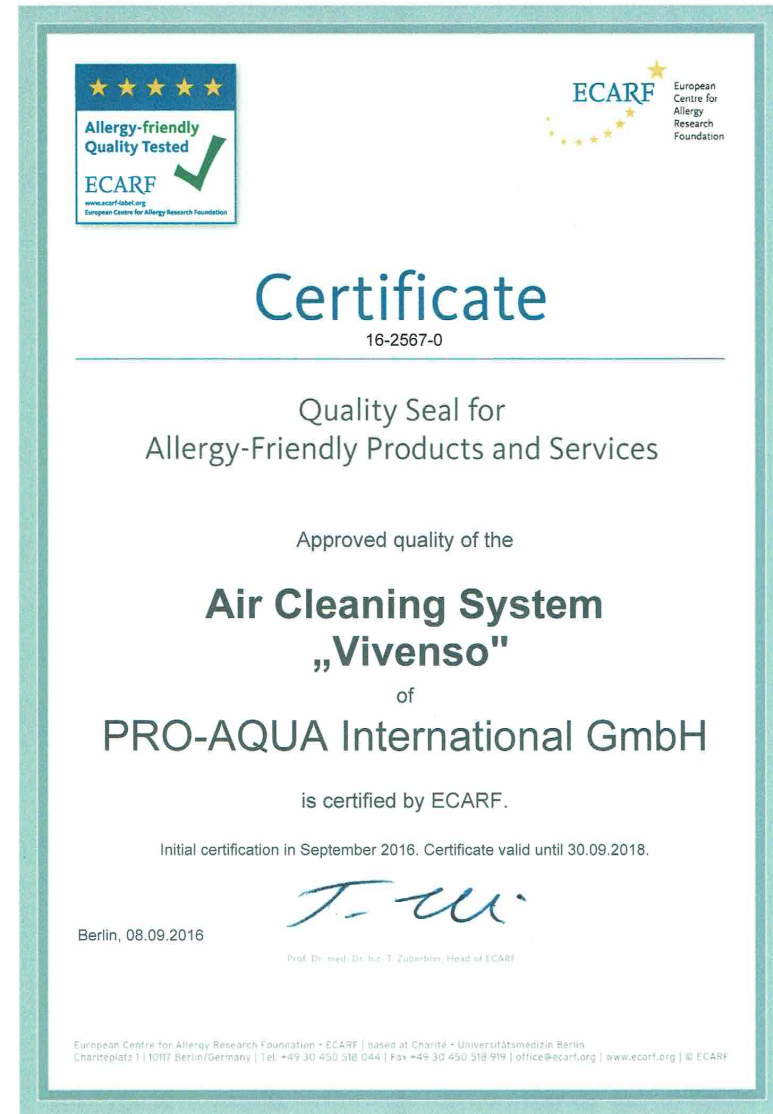 Allergy-friendly
Quality Tested
ECARF
www.ecarf-label.org
European Centre for Allergy Research Foundation
ECARF
European
Centre for
Allergy
Research
Foundation
Certificate
16-2567-0
Quality Seal for
Allergy-Friendly Products and Services
Approved quality of the
Air Cleaning System
„Vivenso"
of
PRO-AQUA International GmbH
is certified by ECARF.
Initial certification in September 2016. Certificate valid until 30.09.2018.
Berlin, 08.09.2016
Prof. Dr. med. Dr. h.c. T. Zuberbier, Head of ECARF
European Centre for Allergy Research Foundation - ECARF | based at Charité - Universitätsmedizin Berlin
Charitéplatz 1 | 10117 Berlin/Germany | Tel. +49 30 450 518 044 | Fax +49 30 450 518 919 | office@ecarf.org | www.ecarf.org | © ECARF